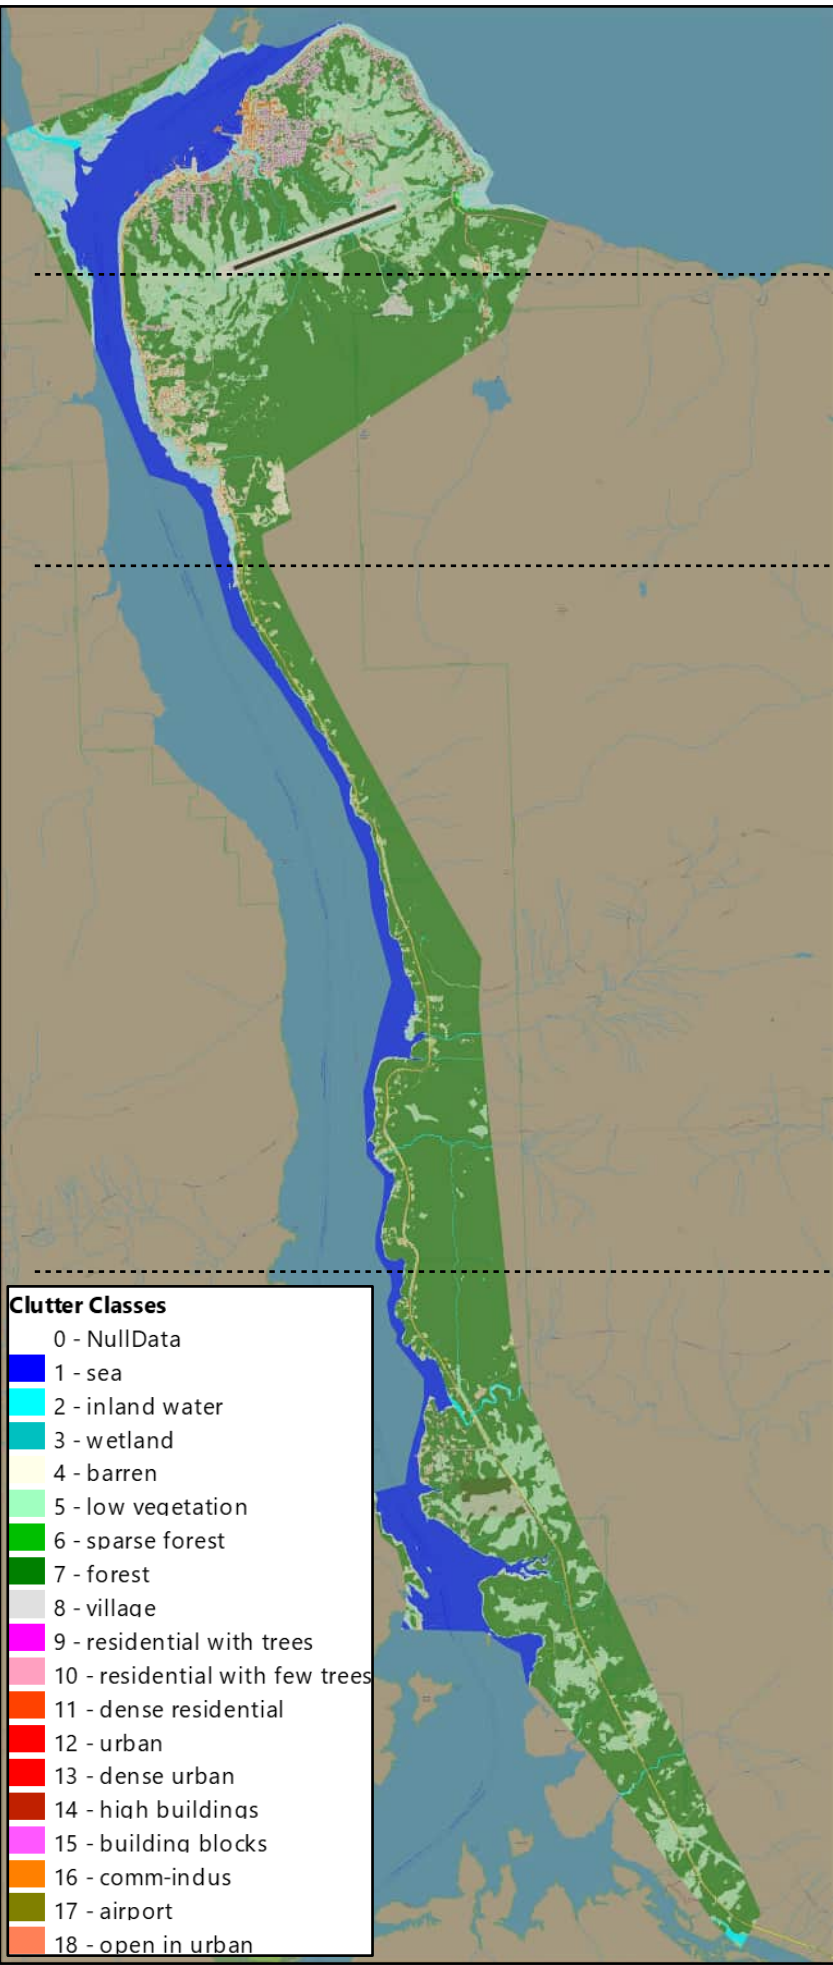 Clutter Classes
0 - NullData
1 - sea
2 - inland water
3 - wetland
4 - barren
5 - low vegetation
6 - sparse forest
7 - forest
8 - village
9 - residential with trees
10 - residential with few trees
11 - dense residential
12 - urban
13 - dense urban
14 - high buildings
15 - building blocks
16 - comm-indus
17 - airport
18 - open in urban